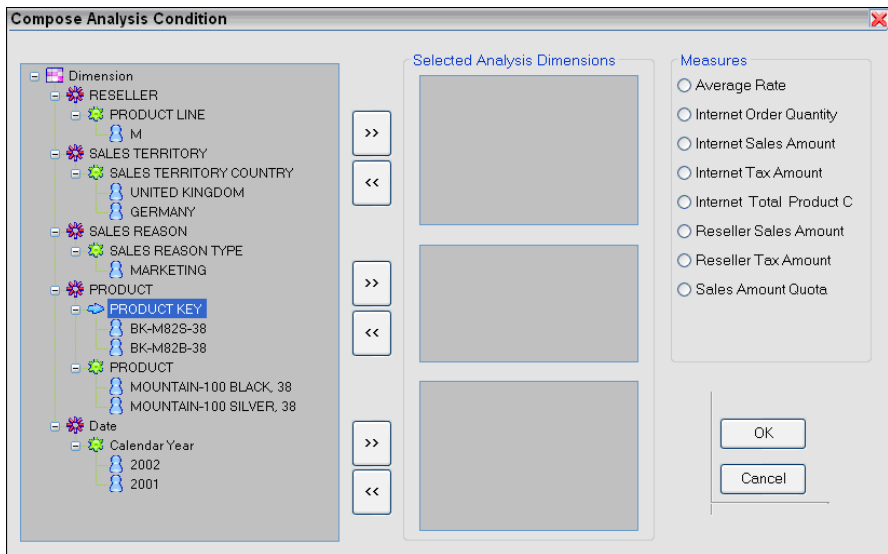 Compose Analysis Condition
Dimension
RESELLER
PRODUCT LINE
M
SALES TERRITORY
SALES TERRITORY COUNTRY
UNITED KINGDOM
GERMANY
SALES REASON
SALES REASON TYPE
MARKETING
PRODUCT
PRODUCT KEY
BK-M82S-38
BK-M82B-38
PRODUCT
MOUNTAIN-100 BLACK, 38
MOUNTAIN-100 SILVER, 38
Date
Calendar Year
2002
2001
>>
<<
>>
<<
>>
<<
Selected Analysis Dimensions
Measures
Average Rate
Internet Order Quantity
Internet Sales Amount
Internet Tax Amount
Internet Total Product C
Reseller Sales Amount
Reseller Tax Amount
Sales Amount Quota
OK
Cancel